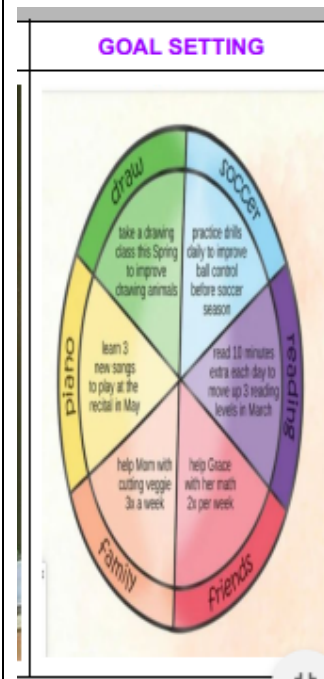 GOAL SETTING
draw
take a drawing
class this Spring
to improve
drawing animals
soccer
practice drills
daily to improve
ball control
before soccer
season
reading
read 10 minutes
extra each day to
move up 3 reading
levels in March
friends
help Grace
with her math
2x per week
family
help Mom with
cutting veggie
3x a week
piano
learn 3
new songs
to play at the
recital in May